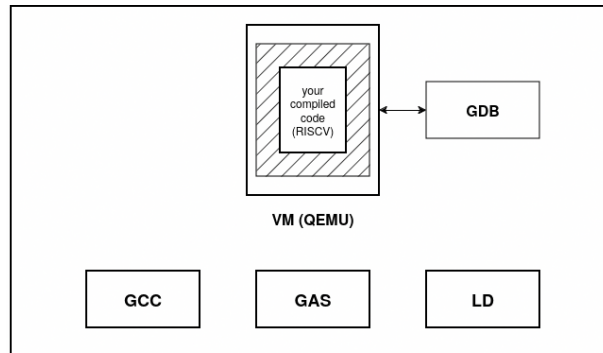 your
compiled
code
(RISCV)
GDB
VM (QEMU)
GCC
GAS
LD